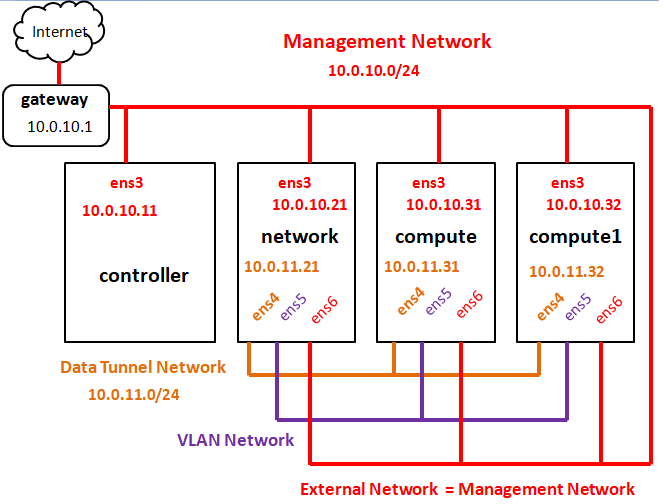 Internet
Management Network
10.0.10.0/24
gateway
10.0.10.1
ens3
ens3
ens3
ens3
10.0.10.11
10.0.10.21
10.0.10.31
10.0.10.32
network
compute
compute1
controller
10.0.11.21
10.0.11.31
10.0.11.32
ens4
ens5
ens6
ens4
ens5
ens6
ens4
ens5
ens6
Data Tunnel Network
10.0.11.0/24
VLAN Network
External Network = Management Network